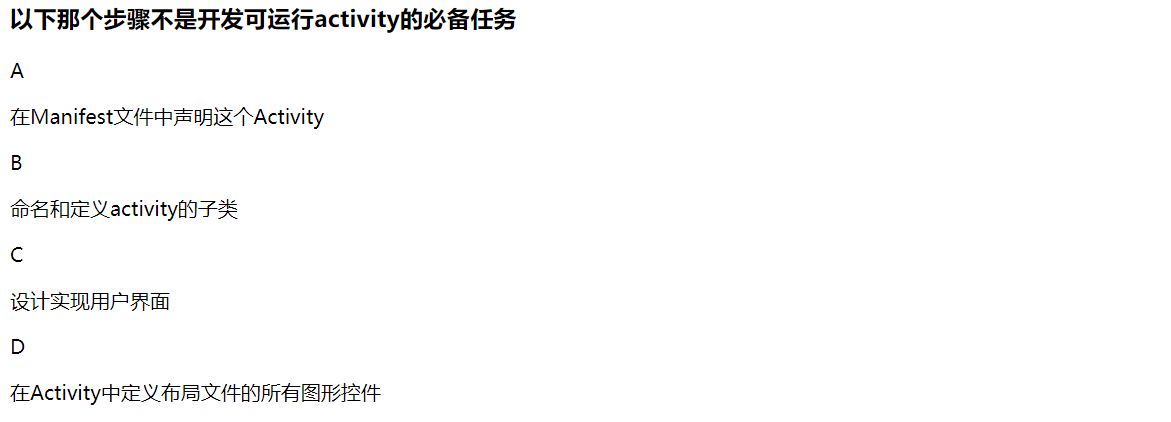 以下那个步骤不是开发可运行activity的必备任务
A
在Manifest文件中声明这个Activity
B
命名和定义activity的子类
C
设计实现用户界面
D
在Activity中定义布局文件的所有图形控件